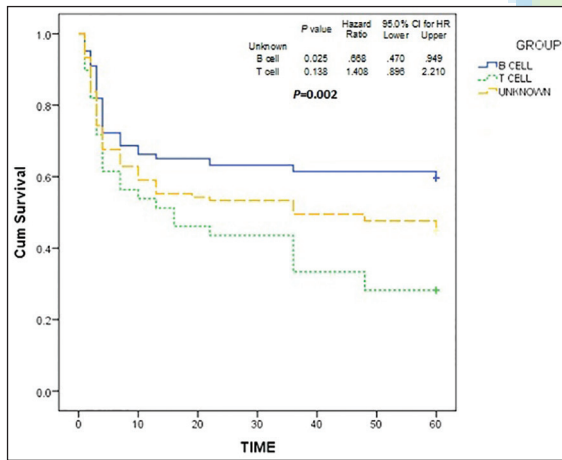 P value Hazard Ratio 95.0% CI for HR Lower Upper
Unknown
B cell 0.025 .668 .470 .949
T cell 0.138 1.408 .896 2.210
P=0.002
GROUP
B CELL
T CELL
UNKNOWN
Cum Survival
1.0
0.8
0.6
0.4
0.2
0.0
0 10 20 30 40 50 60
TIME